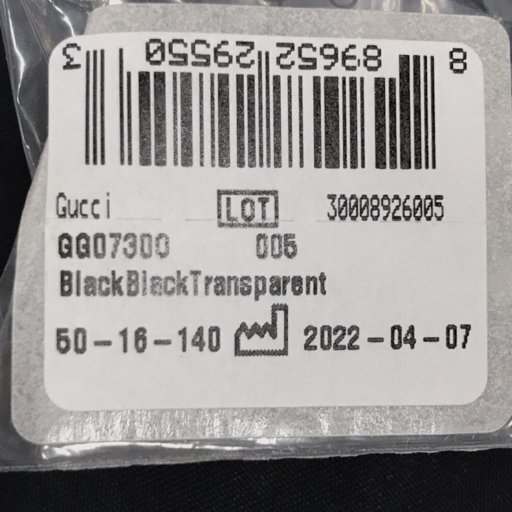 8 89652 29550 3
Gucci LOT 30008926005
GG0730O 005
BlackBlackTransparent
50-16-140 2022-04-07